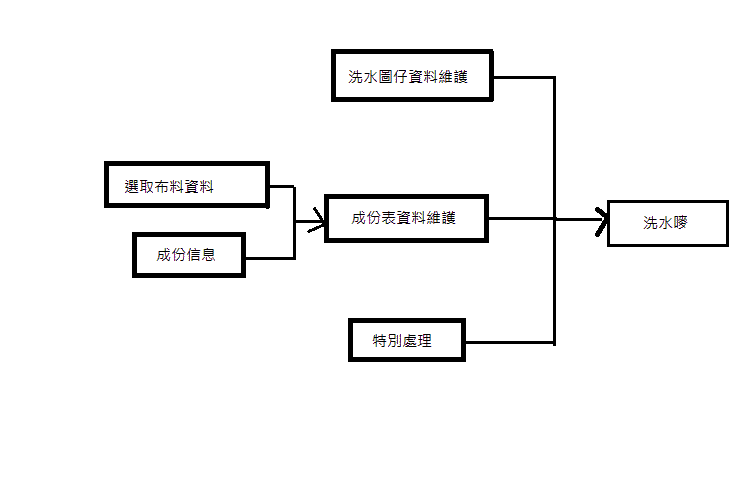 洗水圖仔資料維護
選取布料資料
成份表資料維護
洗水嘜
成份信息
特別處理